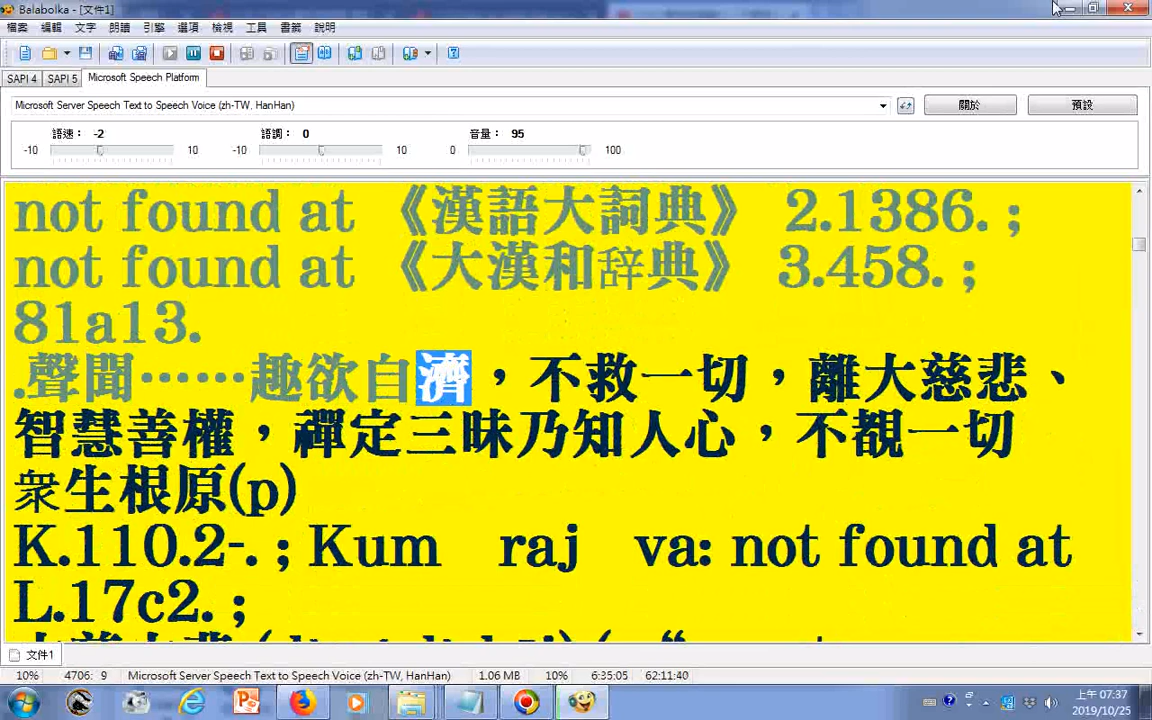 Balabolka - [文件1]
檔案 編輯 文字 朗讀 引擎 選項 檢視 工具 書籤 說明
SAPI 4 SAPI 5 Microsoft Speech Platform
Microsoft Server Speech Text to Speech Voice (zh-TW, HanHan) 關於 預設
語速： -2 語調： 0 音量： 95
-10 10 -10 10 0 100
not found at 《漢語大詞典》 2.1386. ;
not found at 《大漢和辞典》 3.458. ;
81a13.
.聲聞……趣欲自濟，不救一切，離大慈悲、
智慧善權，禪定三昧乃知人心，不覩一切
衆生根原(p)
K.110.2-. ; Kum raj va: not found at
L.17c2. ;
文件1
10% 4706: 9 Microsoft Server Speech Text to Speech Voice (zh-TW, HanHan) 1.06 MB 10% 6:35:05 62:11:40
上午 07:37
2019/10/25